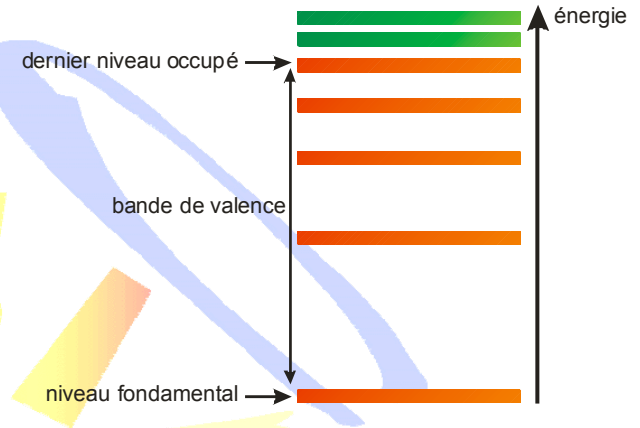 énergie
dernier niveau occupé
bande de valence
niveau fondamental